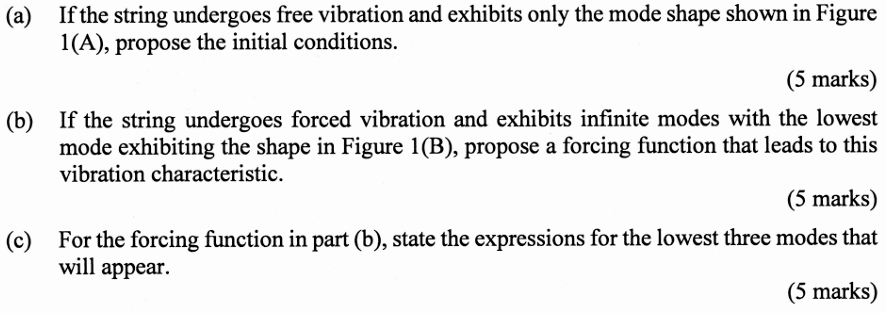 (a) If the string undergoes free vibration and exhibits only the mode shape shown in Figure
1(A), propose the initial conditions.
(5 marks)
(b) If the string undergoes forced vibration and exhibits infinite modes with the lowest
mode exhibiting the shape in Figure 1(B), propose a forcing function that leads to this
vibration characteristic.
(5 marks)
(c) For the forcing function in part (b), state the expressions for the lowest three modes that
will appear.
(5 marks)